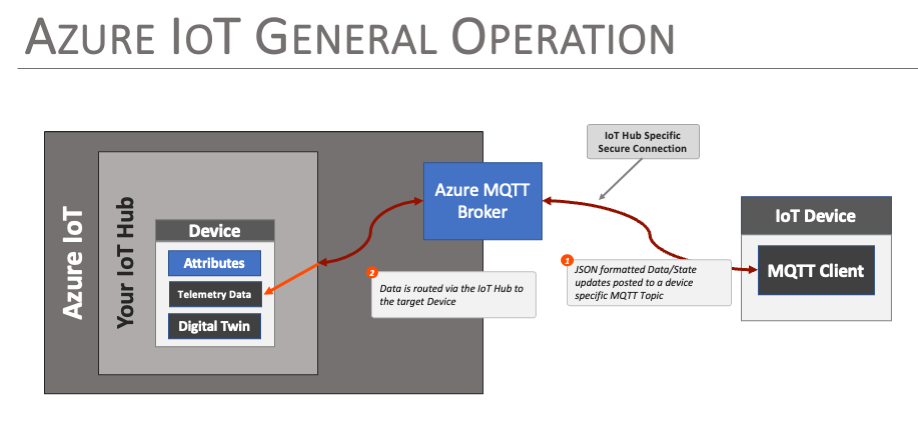 AZURE IOT GENERAL OPERATION
IoT Hub Specific
Secure Connection
Azure MQTT
Broker
IoT Device
MQTT Client
Azure IoT
Your IoT Hub
Device
Attributes
Telemetry Data
Digital Twin
2
Data is routed via the IoT Hub to
the target Device
1
JSON formatted Data/State
updates posted to a device
specific MQTT Topic